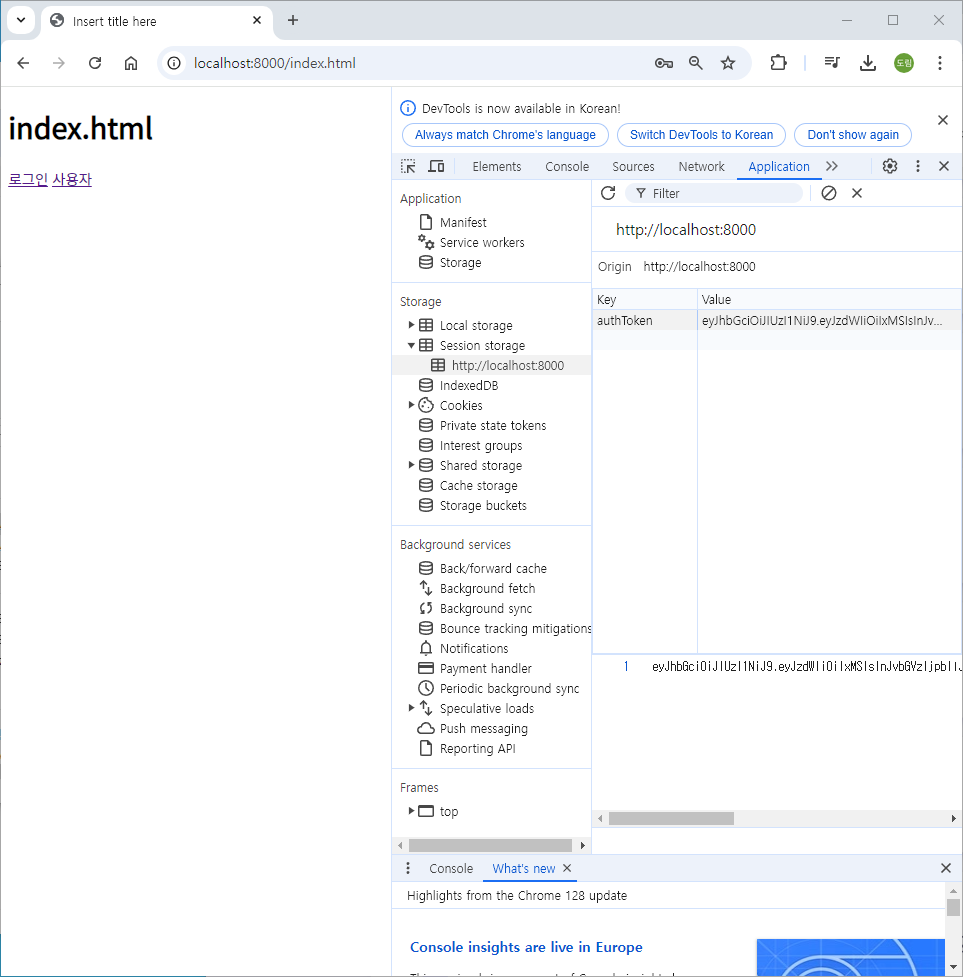 Insert title here
localhost:8000/index.html
도림
index.html
로그인 사용자
DevTools is now available in Korean!
Always match Chrome's language
Switch DevTools to Korean
Don't show again
Elements
Console
Sources
Network
Application
Application
Manifest
Service workers
Storage
Storage
Local storage
Session storage
http://localhost:8000
IndexedDB
Cookies
Private state tokens
Interest groups
Shared storage
Cache storage
Storage buckets
Background services
Back/forward cache
Background fetch
Background sync
Bounce tracking mitigations
Notifications
Payment handler
Periodic background sync
Speculative loads
Push messaging
Reporting API
Frames
top
Filter
http://localhost:8000
Origin http://localhost:8000
Key Value
authToken eyJhbGciOiJIUzI1NiJ9.eyJzdWIiOiIxMSIsInJv...
1 eyJhbGciOiJIUzI1NiJ9.eyJzdWIiOiIxMSIsInJvbGVzIjpbIlJ
Console
What's new
Highlights from the Chrome 128 update
Console insights are live in Europe